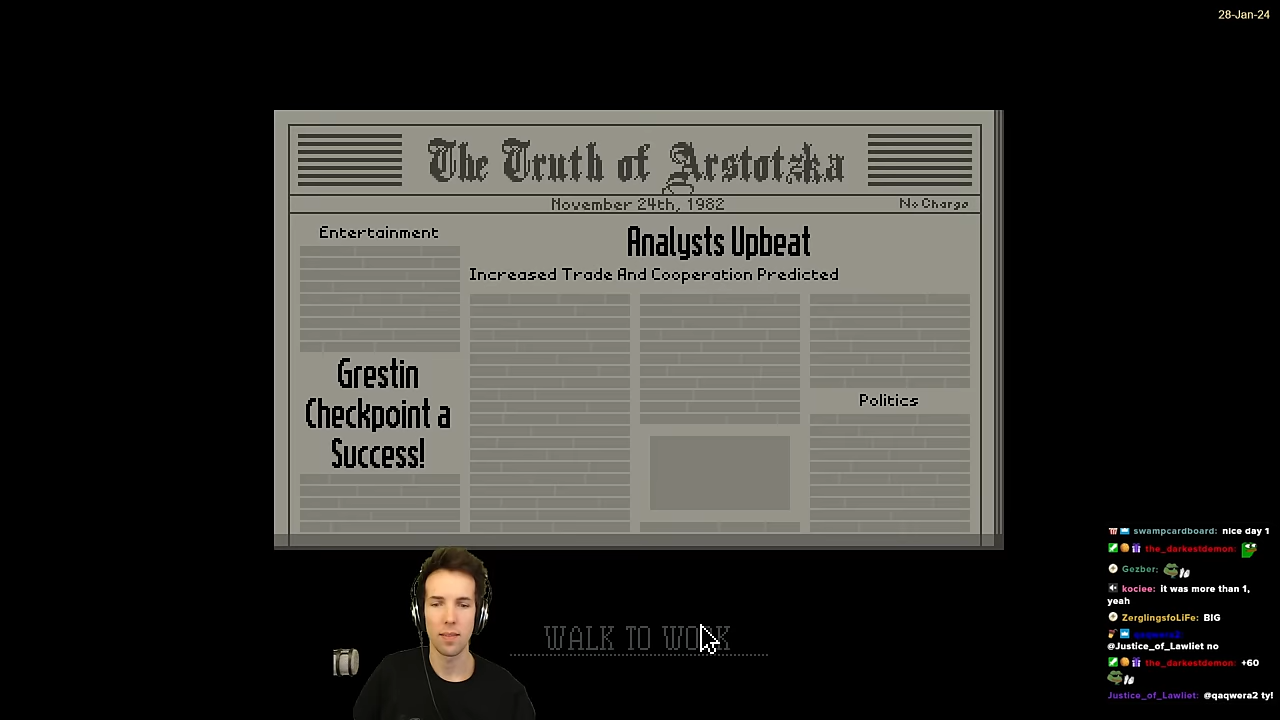 28-Jan-24
The Truth of Arstotzka
November 24th, 1982
No Charge
Entertainment
Analysts Upbeat
Increased Trade And Cooperation Predicted
Grestin
Checkpoint a
Success!
Politics
WALK TO WORK
swampcardboard: nice day 1
the_darkestdemon:
Gezber:
kociee: it was more than 1,
yeah
ZerglingsfoLiFe: BIG
@Justice_of_Lawliet no
the_darkestdemon: +60
Justice_of_Lawliet: @qaqwera2 ty!